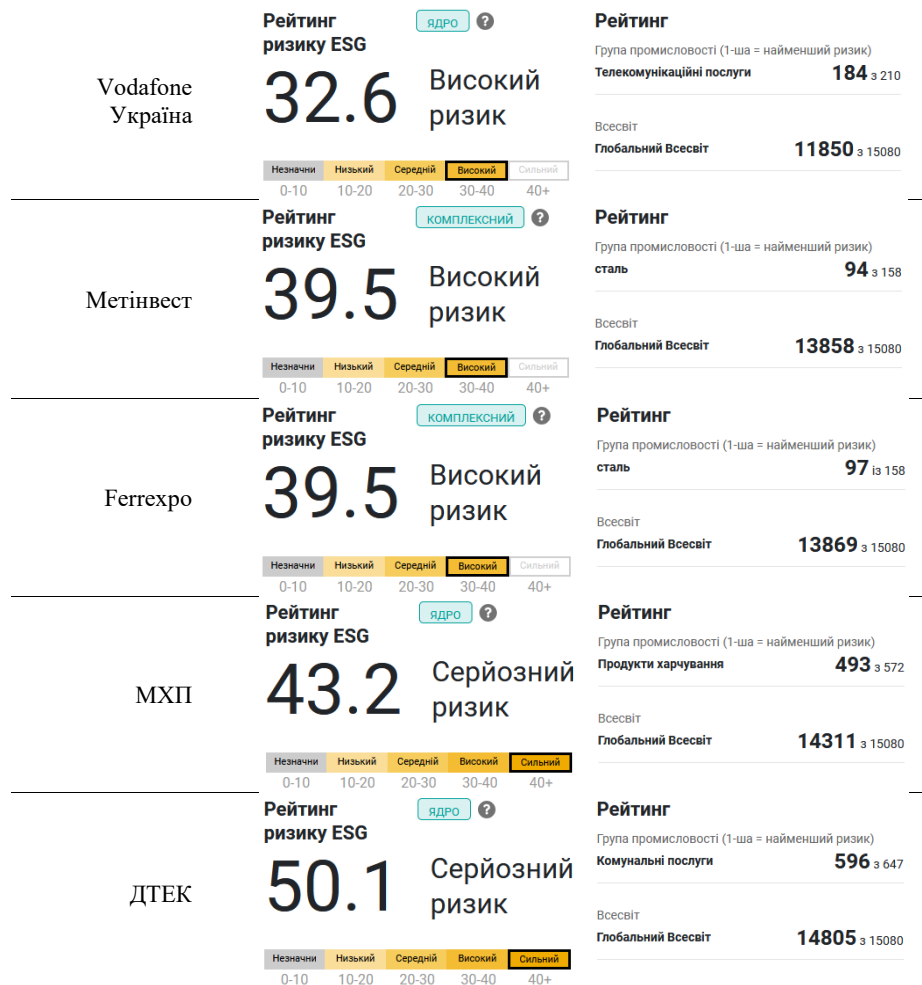 Vodafone
Україна
Рейтинг
ризику ESG
ЯДРО ?
32.6 Високий
ризик
Незначни Низький Середній Високий Сильний
0-10 10-20 20-30 30-40 40+
Рейтинг
Група промисловості (1-ша = найменший ризик)
Телекомунікаційні послуги 184 з 210
Всесвіт
Глобальний Всесвіт 11850 з 15080
Метінвест
Рейтинг
ризику ESG
КОМПЛЕКСНИЙ ?
39.5 Високий
ризик
Незначни Низький Середній Високий Сильний
0-10 10-20 20-30 30-40 40+
Рейтинг
Група промисловості (1-ша = найменший ризик)
сталь 94 з 158
Всесвіт
Глобальний Всесвіт 13858 з 15080
Ferrexpo
Рейтинг
ризику ESG
КОМПЛЕКСНИЙ ?
39.5 Високий
ризик
Незначни Низький Середній Високий Сильний
0-10 10-20 20-30 30-40 40+
Рейтинг
Група промисловості (1-ша = найменший ризик)
сталь 97 із 158
Всесвіт
Глобальний Всесвіт 13869 з 15080
МХП
Рейтинг
ризику ESG
ЯДРО ?
43.2 Серйозний
ризик
Незначни Низький Середній Високий Сильний
0-10 10-20 20-30 30-40 40+
Рейтинг
Група промисловості (1-ша = найменший ризик)
Продукти харчування 493 з 572
Всесвіт
Глобальний Всесвіт 14311 з 15080
ДТЕК
Рейтинг
ризику ESG
ЯДРО ?
50.1 Серйозний
ризик
Незначни Низький Середній Високий Сильний
0-10 10-20 20-30 30-40 40+
Рейтинг
Група промисловості (1-ша = найменший ризик)
Комунальні послуги 596 з 647
Всесвіт
Глобальний Всесвіт 14805 з 15080